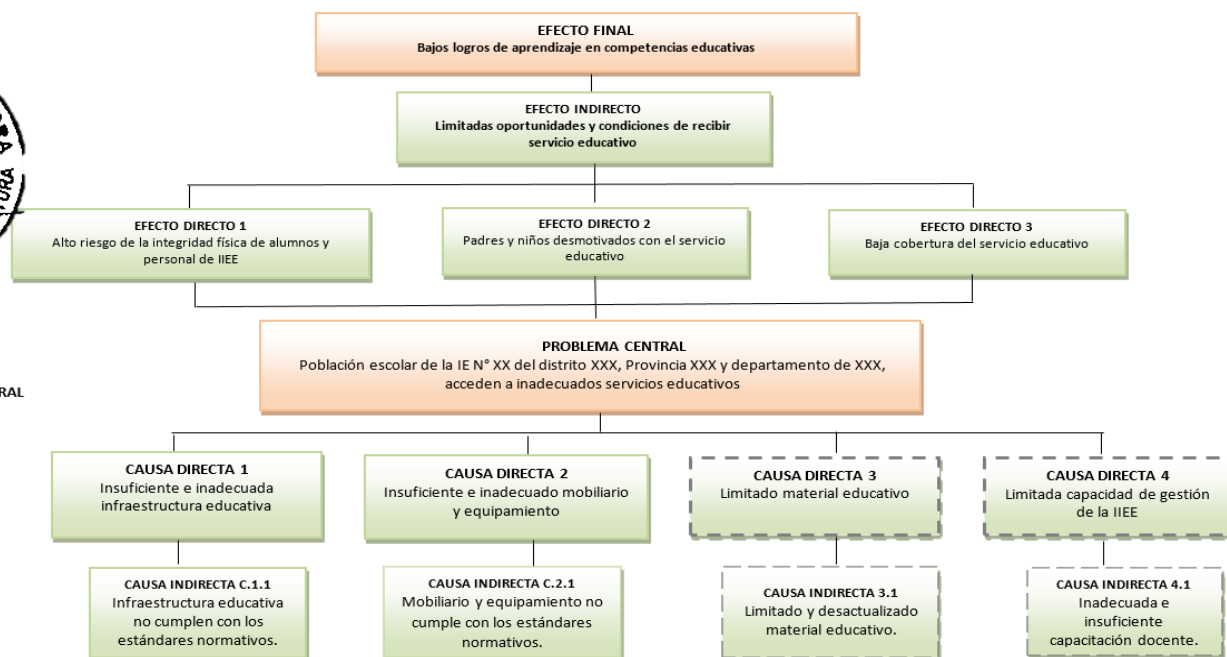 EFECTO FINAL
Bajos logros de aprendizaje en competencias educativas
EFECTO INDIRECTO
Limitadas oportunidades y condiciones de recibir
servicio educativo
EFECTO DIRECTO 1
Alto riesgo de la integridad física de alumnos y
personal de IIEE
EFECTO DIRECTO 2
Padres y niños desmotivados con el servicio
educativo
EFECTO DIRECTO 3
Baja cobertura del servicio educativo
PROBLEMA CENTRAL
Población escolar de la IE N° XX del distrito XXX, Provincia XXX y departamento de XXX,
acceden a inadecuados servicios educativos
RAL
CAUSA DIRECTA 1
Insuficiente e inadecuada
infraestructura educativa
CAUSA DIRECTA 2
Insuficiente e inadecuado mobiliario
y equipamiento
CAUSA DIRECTA 3
Limitado material educativo
CAUSA DIRECTA 4
Limitada capacidad de gestión
de la IIEE
CAUSA INDIRECTA C.1.1
Infraestructura educativa
no cumplen con los
estándares normativos.
CAUSA INDIRECTA C.2.1
Mobiliario y equipamiento no
cumple con los estándares
normativos.
CAUSA INDIRECTA 3.1
Limitado y desactualizado
material educativo.
CAUSA INDIRECTA 4.1
Inadecuada e
insuficiente
capacitación docente.